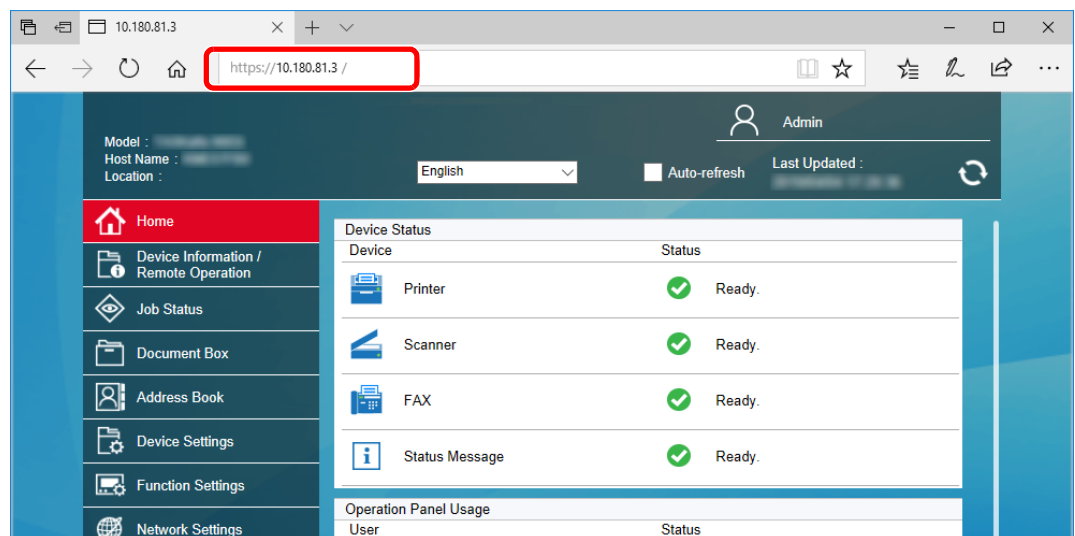 10.180.81.3
https://10.180.81.3 /
Admin
Model :
Host Name :
Location :
English
Auto-refresh
Last Updated :
Home
Device Information /
Remote Operation
Job Status
Document Box
Address Book
Device Settings
Function Settings
Network Settings
Device Status
Device Status
Printer Ready.
Scanner Ready.
FAX Ready.
Status Message Ready.
Operation Panel Usage
User Status